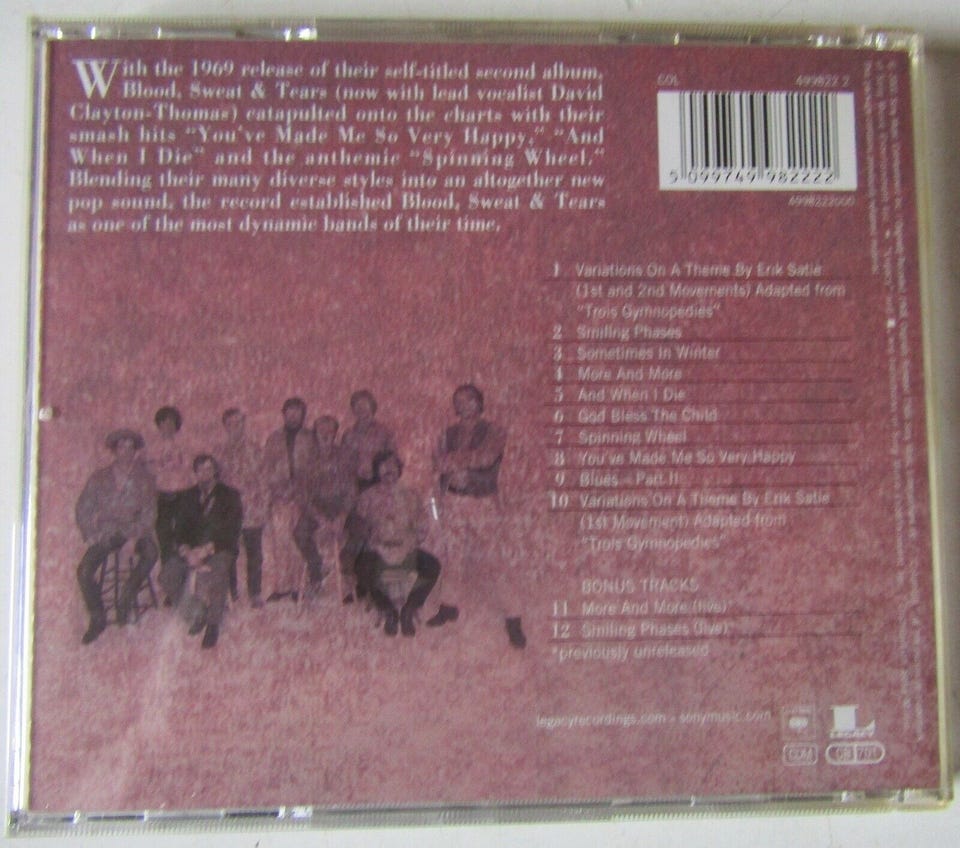 With the 1969 release of their self-titled second album,
Blood, Sweat & Tears (now with lead vocalist David
Clayton-Thomas) catapulted onto the charts with their
smash hits “You’ve Made Me So Very Happy,” “And
When I Die” and the anthemic “Spinning Wheel.”
Blending their many diverse styles into an altogether new
pop sound, the record established Blood, Sweat & Tears
as one of the most dynamic bands of their time.
COL 499822 2
5 099749 982222
4998222000
1 Variations On A Theme By Erik Satie
(1st and 2nd Movements) Adapted from
“Trois Gymnopedies”
2 Smiling Phases
3 Sometimes In Winter
4 More And More
5 And When I Die
6 God Bless The Child
7 Spinning Wheel
8 You’ve Made Me So Very Happy
9 Blues – Part II
10 Variations On A Theme By Erik Satie
(1st Movement) Adapted from
“Trois Gymnopedies”
BONUS TRACKS
11 More And More (live)*
12 Smiling Phases (live)*
*previously unreleased
legacyrecordings.com - sonymusic.com
LEGACY